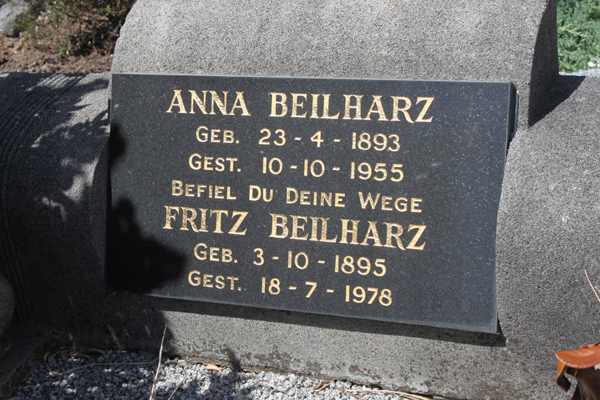 ANNA BEILHARZ
GEB. 23-4-1893
GEST. 10-10-1955
BEFIEL DU DEINE WEGE
FRITZ BEILHARZ
GEB. 3-10-1895
GEST. 18-7-1978